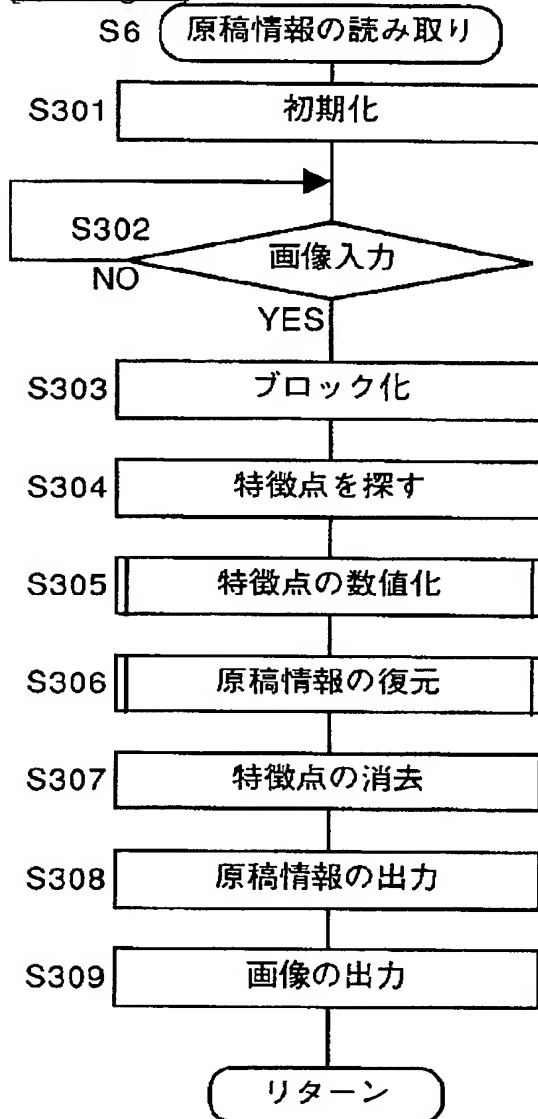 S6 原稿情報の読み取り
S301 初期化
S302 画像入力
NO
YES
S303 ブロック化
S304 特徴点を探す
S305 特徴点の数値化
S306 原稿情報の復元
S307 特徴点の消去
S308 原稿情報の出力
S309 画像の出力
リターン